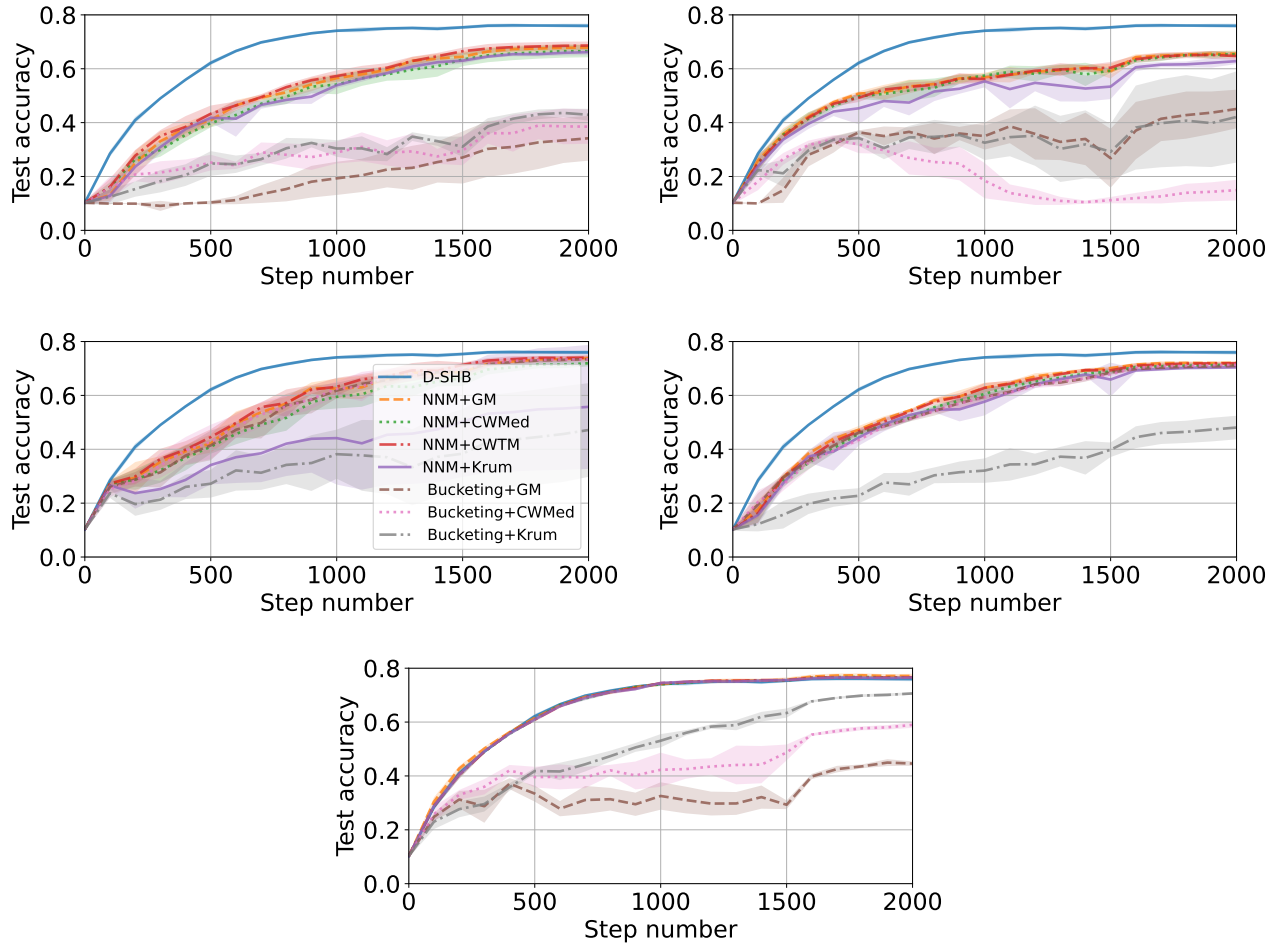 0.8
0.6
0.4
0.2
0.0
Test accuracy
0 500 1000 1500 2000
Step number
0.8
0.6
0.4
0.2
0.0
Test accuracy
0 500 1000 1500 2000
Step number
0.8
0.6
0.4
0.2
0.0
Test accuracy
D-SHB
NNM+GM
NNM+CWMed
NNM+CWTM
NNM+Krum
Bucketing+GM
Bucketing+CWMed
Bucketing+Krum
0 500 1000 1500 2000
Step number
0.8
0.6
0.4
0.2
0.0
Test accuracy
0 500 1000 1500 2000
Step number
0.8
0.6
0.4
0.2
0.0
Test accuracy
0 500 1000 1500 2000
Step number